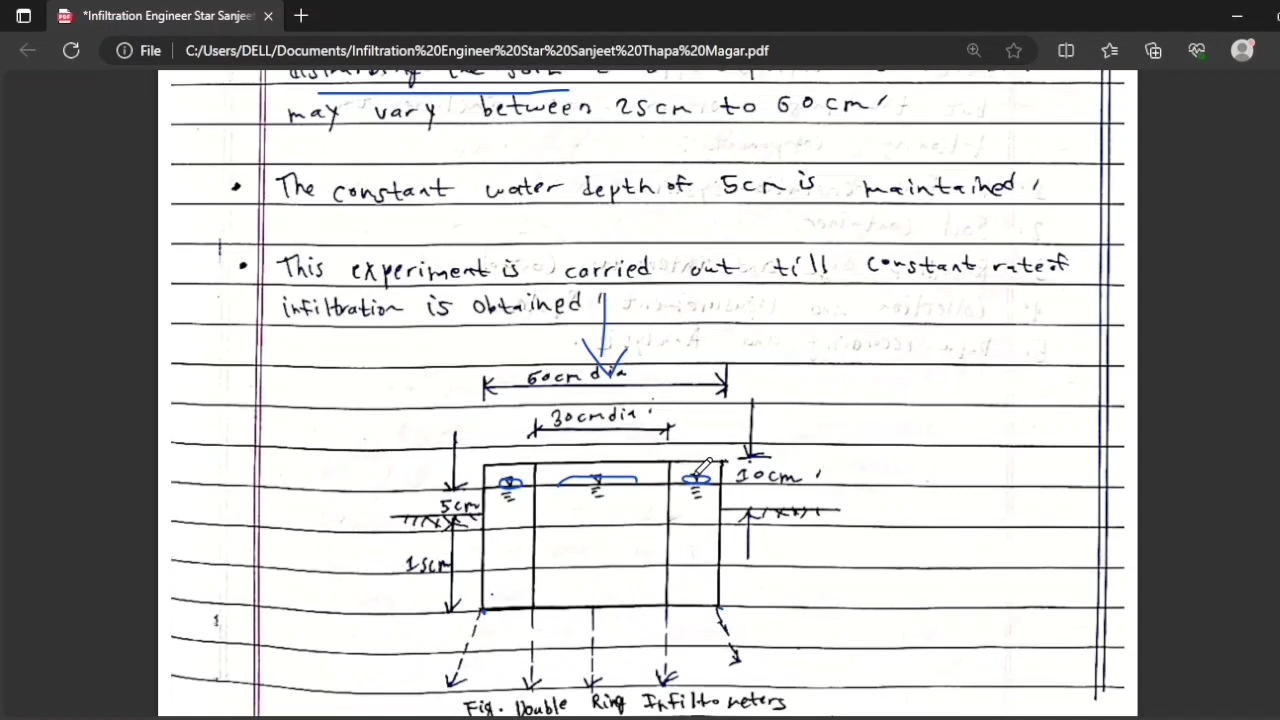 *Infiltration Engineer Star Sanjee
File
C:/Users/DELL/Documents/Infiltration%20Engineer%20Star%20Sanjeet%20Thapa%20Magar.pdf
may vary between 25cm to 60cm
• The constant water depth of 5cm is maintained
• This experiment is carried out till constant rate of
infiltration is obtained
60cm dia
30cm dia
10cm
5cm
15cm
Fig. Double Ring Infiltometers